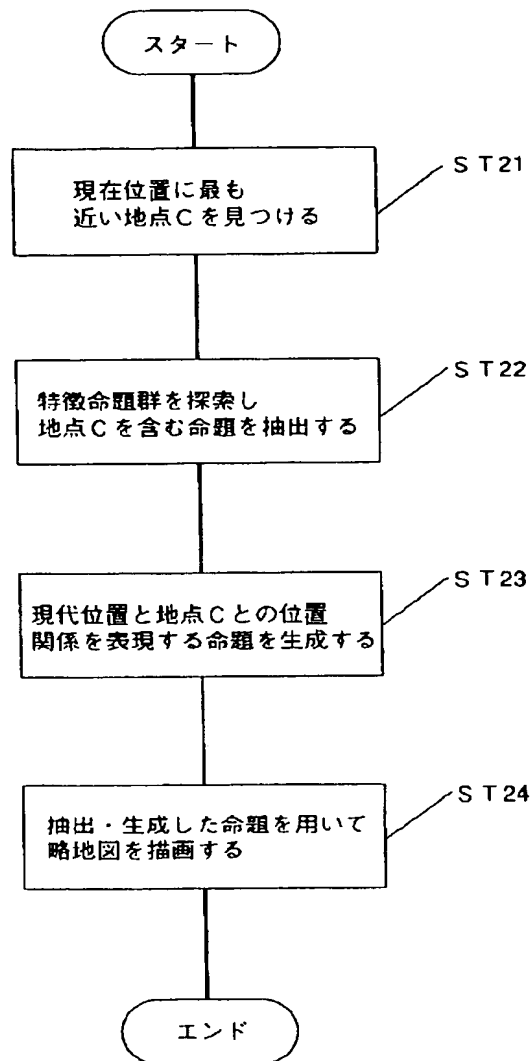 スタート
現在位置に最も
近い地点Cを見つける
ST21
特徴命題群を探索し
地点Cを含む命題を抽出する
ST22
現代位置と地点Cとの位置
関係を表現する命題を生成する
ST23
抽出・生成した命題を用いて
略地図を描画する
ST24
エンド